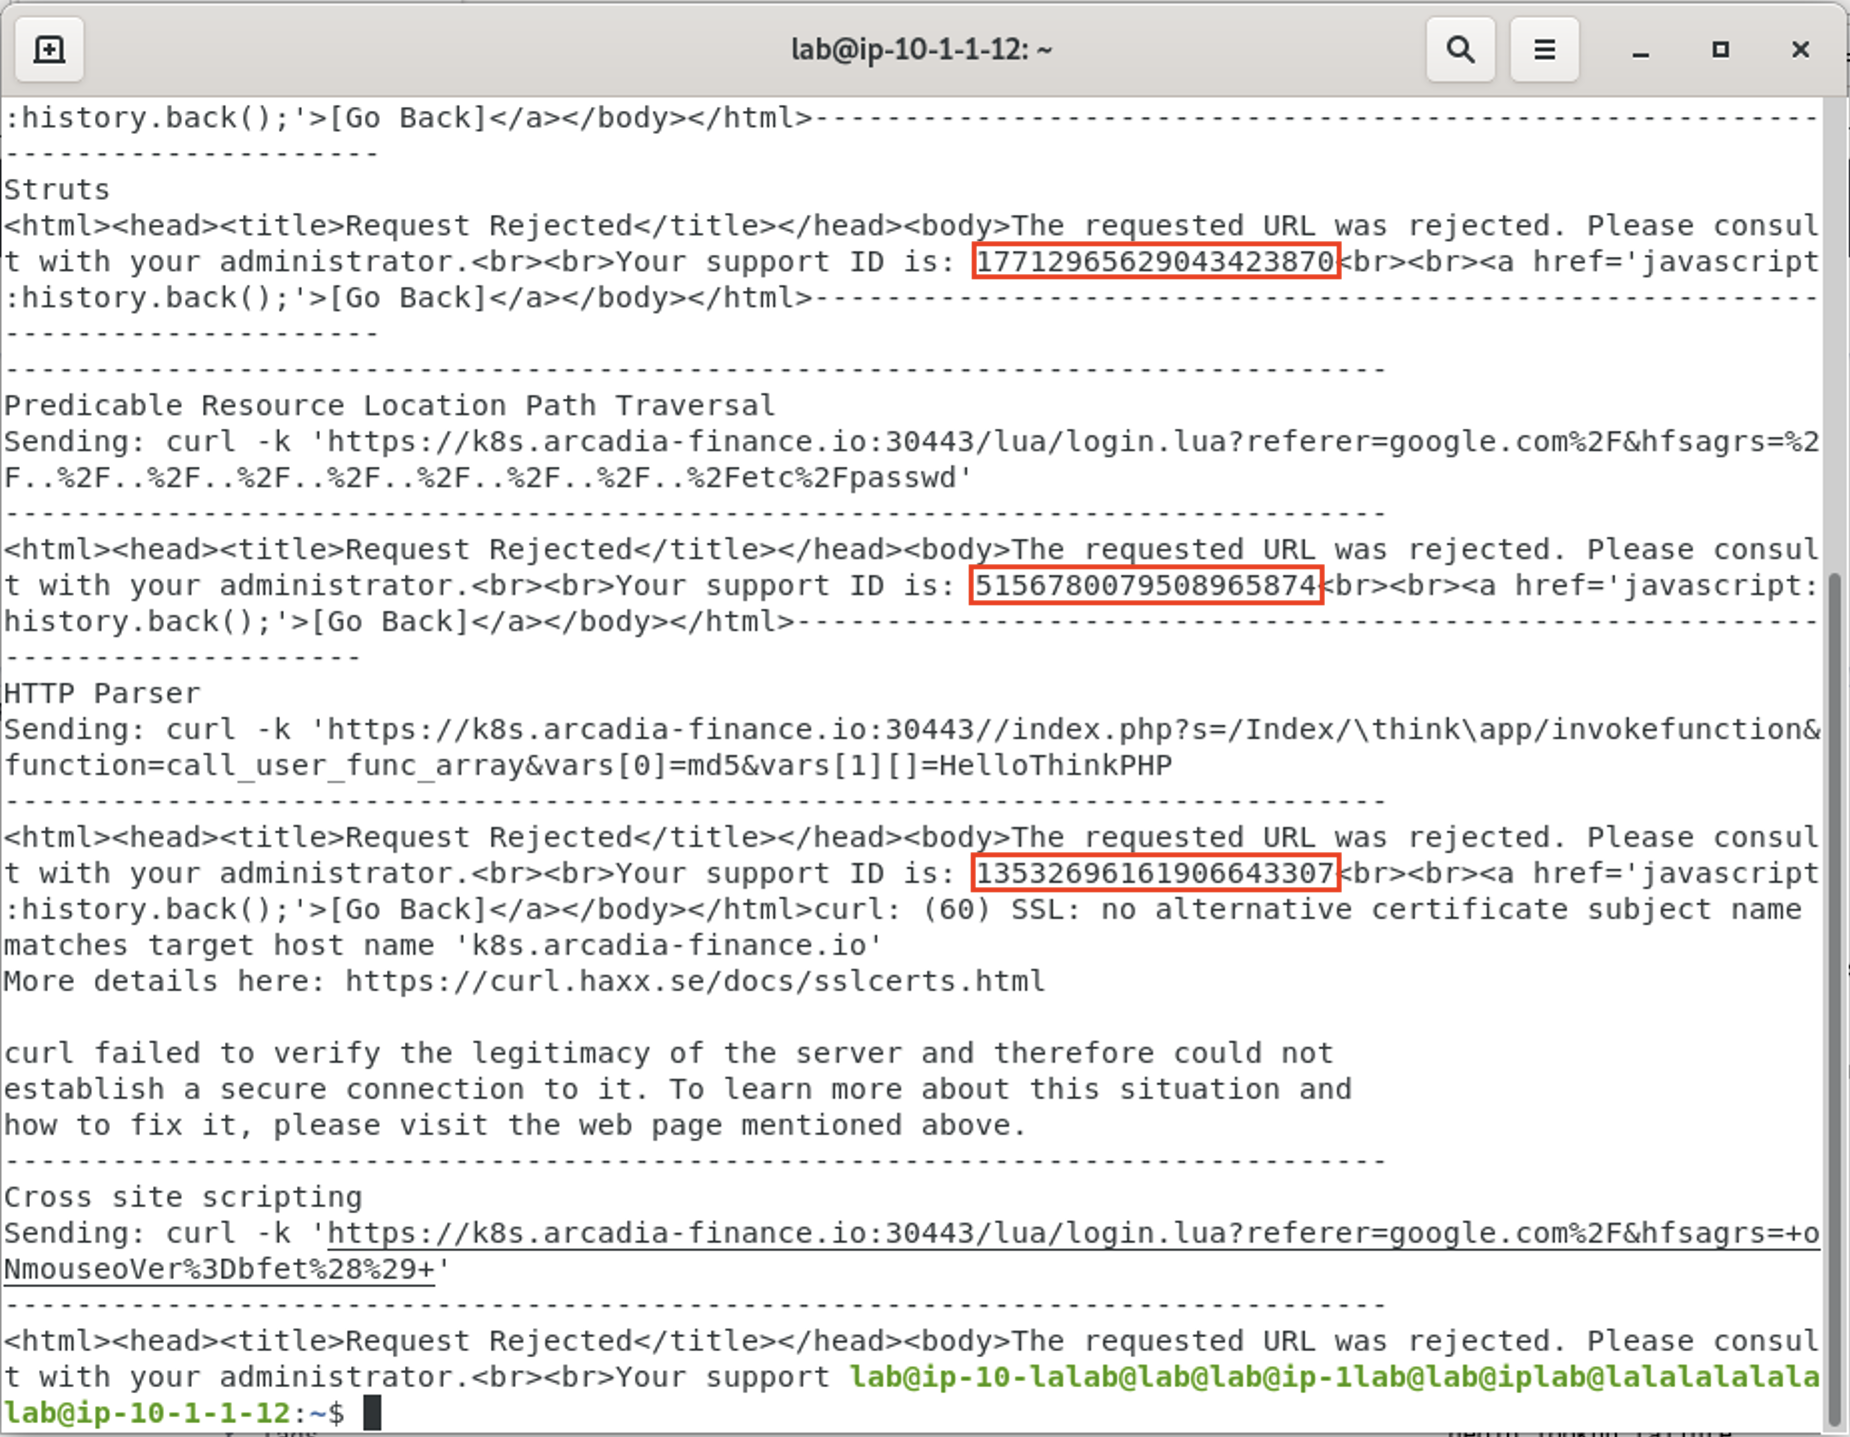 lab@ip-10-1-1-12: ~
:history.back();'>[Go Back]</a></body></html>--------------------------------------------------------
---------------------
Struts
<html><head><title>Request Rejected</title></head><body>The requested URL was rejected. Please consul
t with your administrator.<br><br>Your support ID is: 17712965629043423870<br><br><a href='javascript
:history.back();'>[Go Back]</a></body></html>--------------------------------------------------------
---------------------
-----------------------------------------------------------------------------
Predicable Resource Location Path Traversal
Sending: curl -k 'https://k8s.arcadia-finance.io:30443/lua/login.lua?referer=google.com%2F&hfsagrs=%2
F..%2F..%2F..%2F..%2F..%2F..%2F..%2F..%2Fetc%2Fpasswd'
-----------------------------------------------------------------------------
<html><head><title>Request Rejected</title></head><body>The requested URL was rejected. Please consul
t with your administrator.<br><br>Your support ID is: 5156780079508965874<br><br><a href='javascript:
history.back();'>[Go Back]</a></body></html>---------------------------------------------------------
--------------------
HTTP Parser
Sending: curl -k 'https://k8s.arcadia-finance.io:30443//index.php?s=/Index/\think\app/invokefunction&
function=call_user_func_array&vars[0]=md5&vars[1][]=HelloThinkPHP
-----------------------------------------------------------------------------
<html><head><title>Request Rejected</title></head><body>The requested URL was rejected. Please consul
t with your administrator.<br><br>Your support ID is: 13532696161906643307<br><br><a href='javascript
:history.back();'>[Go Back]</a></body></html>curl: (60) SSL: no alternative certificate subject name
matches target host name 'k8s.arcadia-finance.io'
More details here: https://curl.haxx.se/docs/sslcerts.html
curl failed to verify the legitimacy of the server and therefore could not
establish a secure connection to it. To learn more about this situation and
how to fix it, please visit the web page mentioned above.
-----------------------------------------------------------------------------
Cross site scripting
Sending: curl -k 'https://k8s.arcadia-finance.io:30443/lua/login.lua?referer=google.com%2F&hfsagrs=+o
NmouseoVer%3Dbfet%28%29+'
-----------------------------------------------------------------------------
<html><head><title>Request Rejected</title></head><body>The requested URL was rejected. Please consul
t with your administrator.<br><br>Your support lab@ip-10-lalab@lab@lab@ip-1lab@lab@iplab@lalalalalala
lab@ip-10-1-1-12:~$